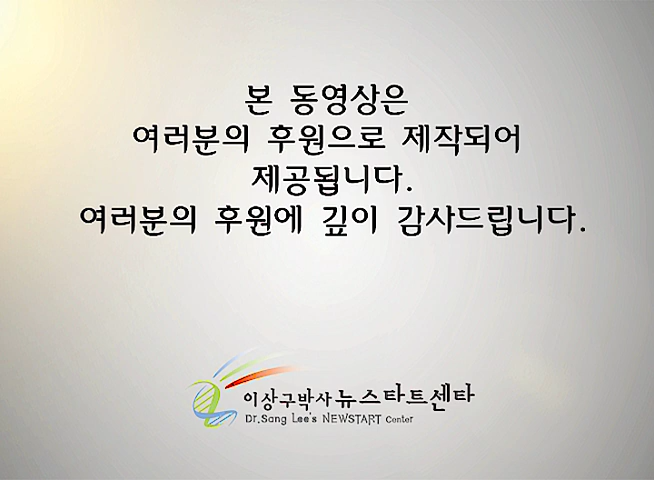 본 동영상은
여러분의 후원으로 제작되어
제공됩니다.
여러분의 후원에 깊이 감사드립니다.
이상구박사 뉴스타트센타
Dr.Sang Lee's NEWSTART Center